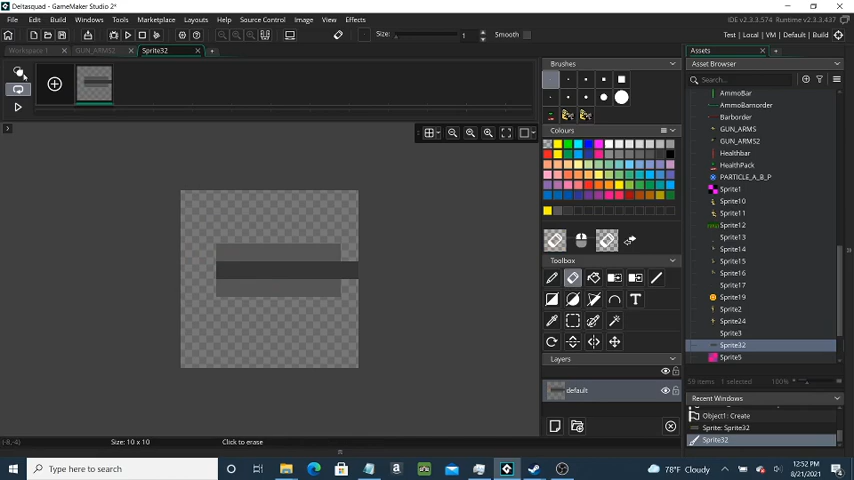 Deltasquad - GameMaker Studio 2*
File Edit Build Windows Tools Marketplace Layouts Source Control Image View Effects
IDE v2.3.3.574 Runtime v2.3.3.437
Size: 1 Smooth
Test | Local | VM | Default | Build
Workspace 1 GUN_ARMS2 Sprite32
Assets
Brushes
Asset Browser
Search...
AmmoBar
AmmoBarnorder
Barborder
GUN_ARMS
Colours
GUN_ARMS2
Healthbar
HealthPack
PARTICLE_A_B_P
Sprite1
Sprite10
Sprite11
Sprite12
Sprite13
Sprite14
Toolbox
Sprite15
Sprite16
Sprite17
Sprite19
Sprite2
Sprite24
Sprite3
Sprite32
Layers
Sprite5
59 items 1 selected 100%
default
Recent Windows
Object1: Create
Sprite: Sprite32
Sprite32
Size: 10 x 10 Click to erase
Type here to search
78°F Cloudy
12:52 PM
8/21/2021
4